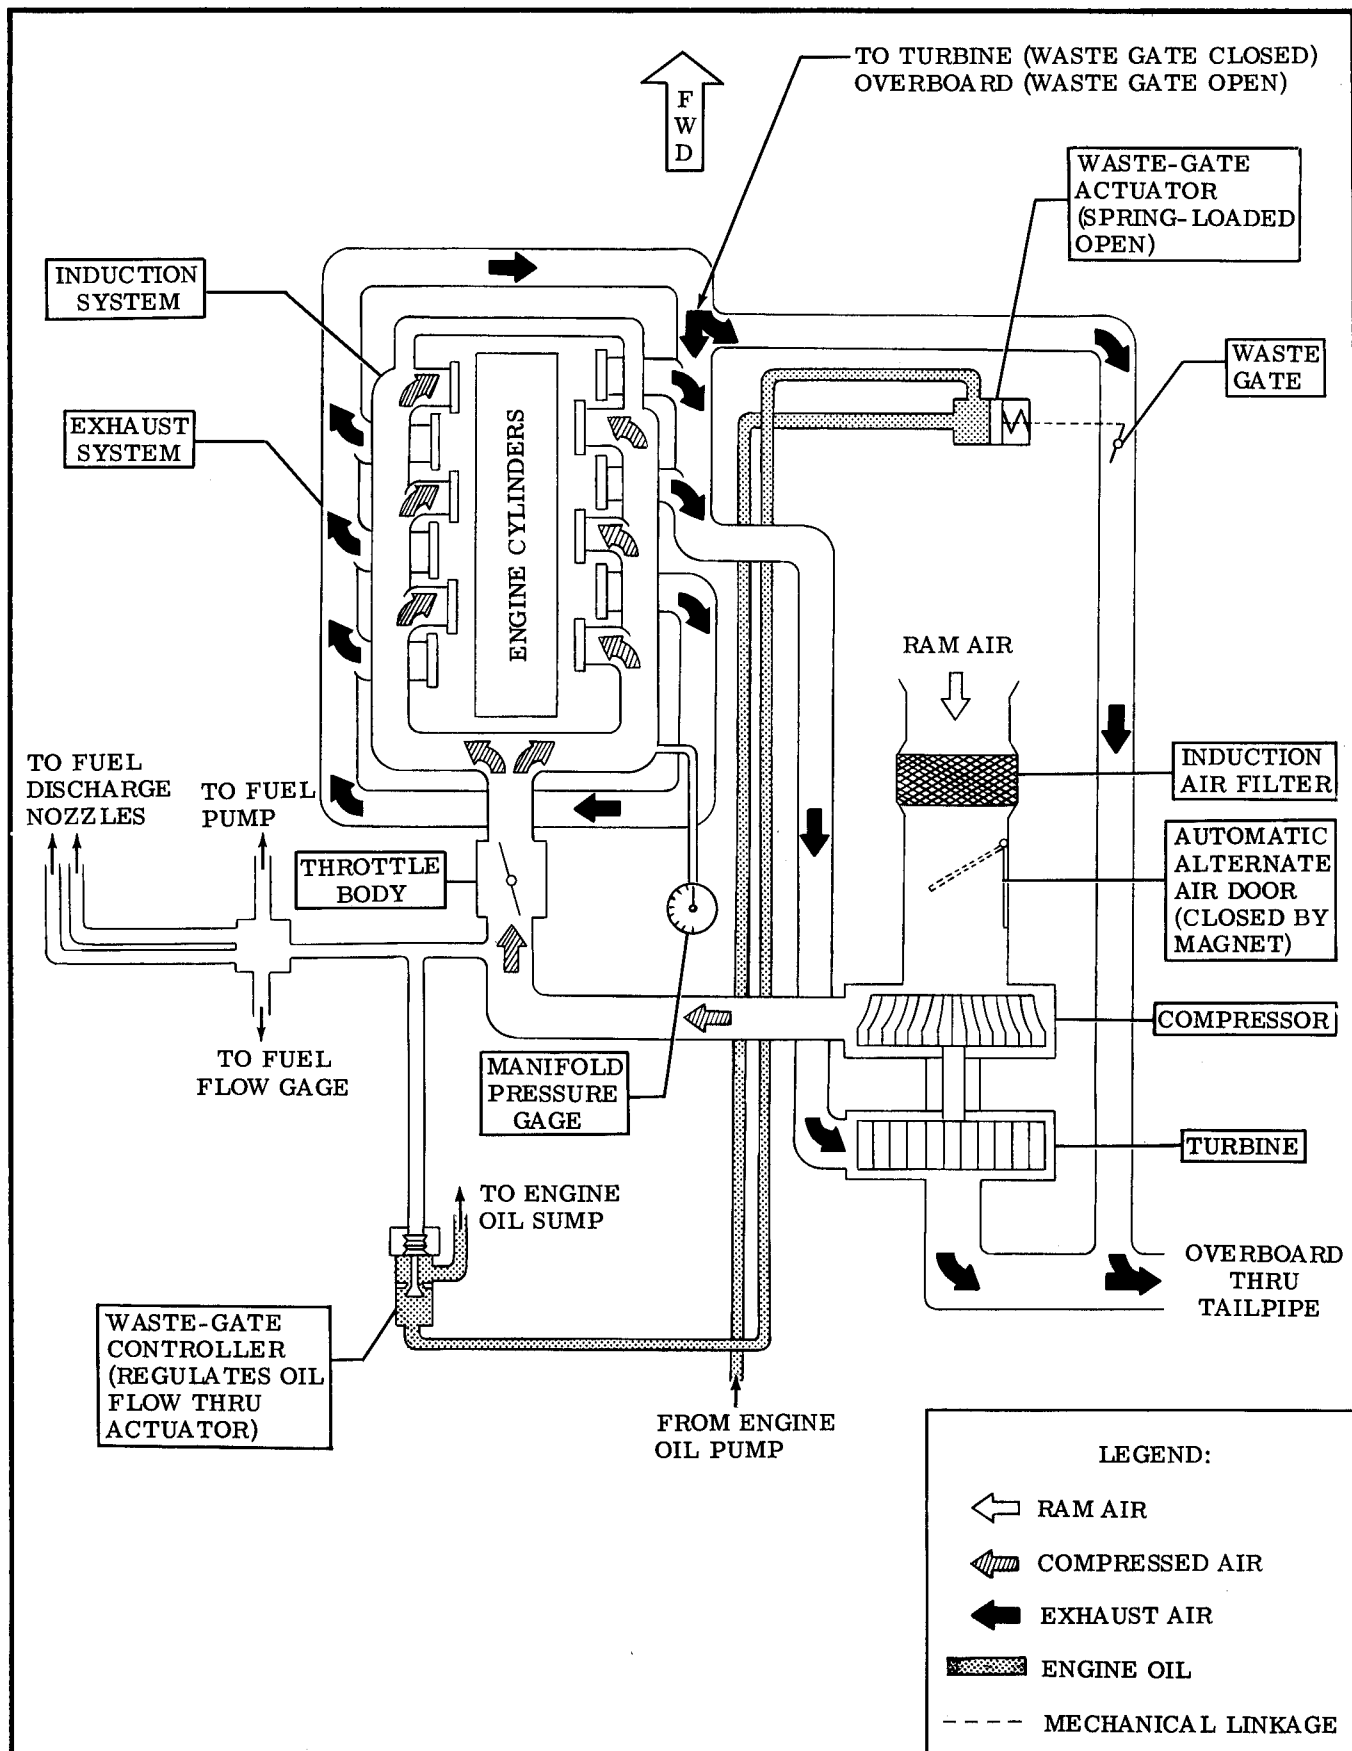 TO TURBINE (WASTE GATE CLOSED)
OVERBOARD (WASTE GATE OPEN)
F
W
D
WASTE-GATE
ACTUATOR
(SPRING-LOADED
OPEN)
INDUCTION
SYSTEM
WASTE
GATE
EXHAUST
SYSTEM
ENGINE CYLINDERS
RAM AIR
TO FUEL
DISCHARGE
NOZZLES
TO FUEL
PUMP
INDUCTION
AIR FILTER
THROTTLE
BODY
AUTOMATIC
ALTERNATE
AIR DOOR
(CLOSED BY
MAGNET)
COMPRESSOR
TO FUEL
FLOW GAGE
MANIFOLD
PRESSURE
GAGE
TURBINE
TO ENGINE
OIL SUMP
OVERBOARD
THRU
TAILPIPE
WASTE-GATE
CONTROLLER
(REGULATES OIL
FLOW THRU
ACTUATOR)
FROM ENGINE
OIL PUMP
LEGEND:
RAM AIR
COMPRESSED AIR
EXHAUST AIR
ENGINE OIL
MECHANICAL LINKAGE